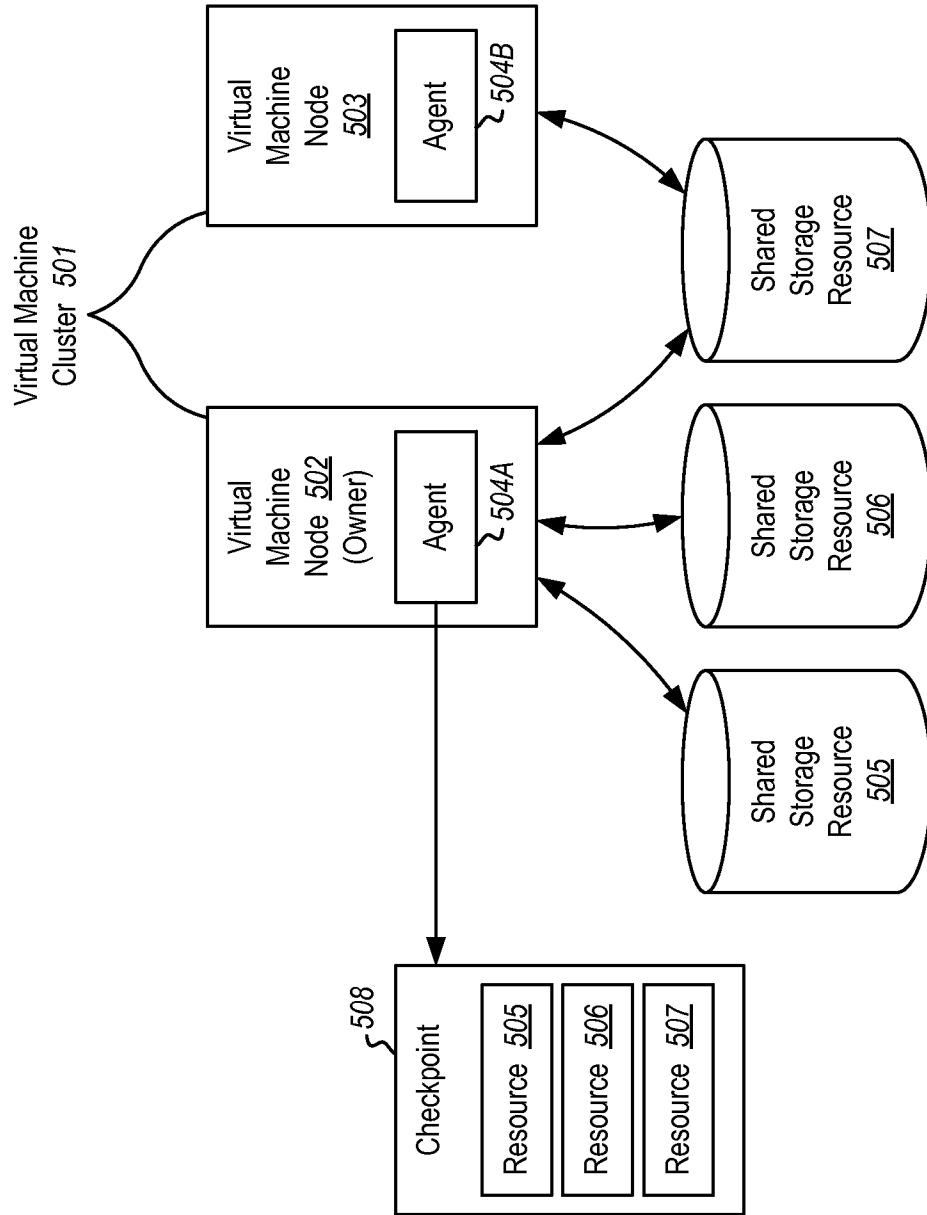 Virtual Machine
Cluster 501
Virtual
Machine
Node 502
(Owner)
Agent
504A
Virtual
Machine
Node
503
Agent
504B
508
Checkpoint
Resource 505
Resource 506
Resource 507
Shared
Storage
Resource
505
Shared
Storage
Resource
506
Shared
Storage
Resource
507